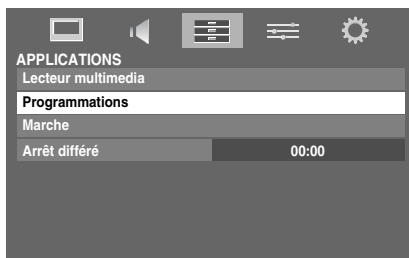 APPLICATIONS
Lecteur multimedia
Programmations
Marche
Arrêt différé 00:00